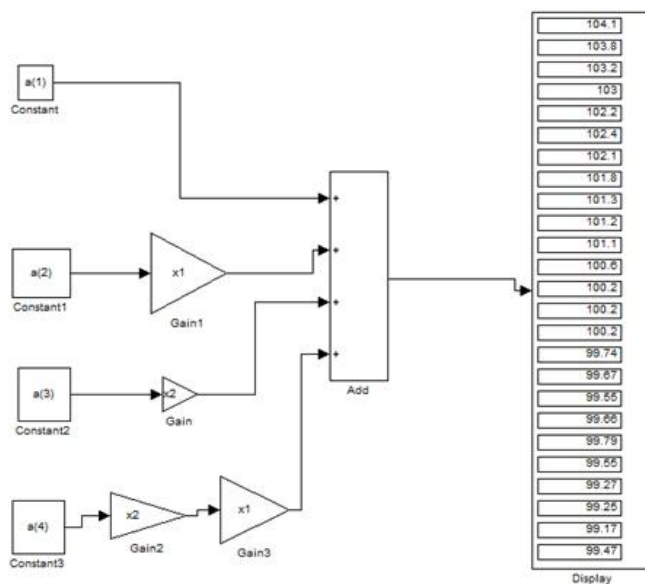 a(1)
Constant
a(2)
Constant1
x1
Gain1
a(3)
Constant2
x2
Gain
a(4)
Constant3
x2
Gain2
x1
Gain3
+
+
+
+
Add
104.1
103.8
103.2
103
102.2
102.4
102.1
101.8
101.3
101.2
101.1
100.6
100.2
100.2
100.2
99.74
99.67
99.55
99.66
99.79
99.55
99.27
99.25
99.17
99.47
Display